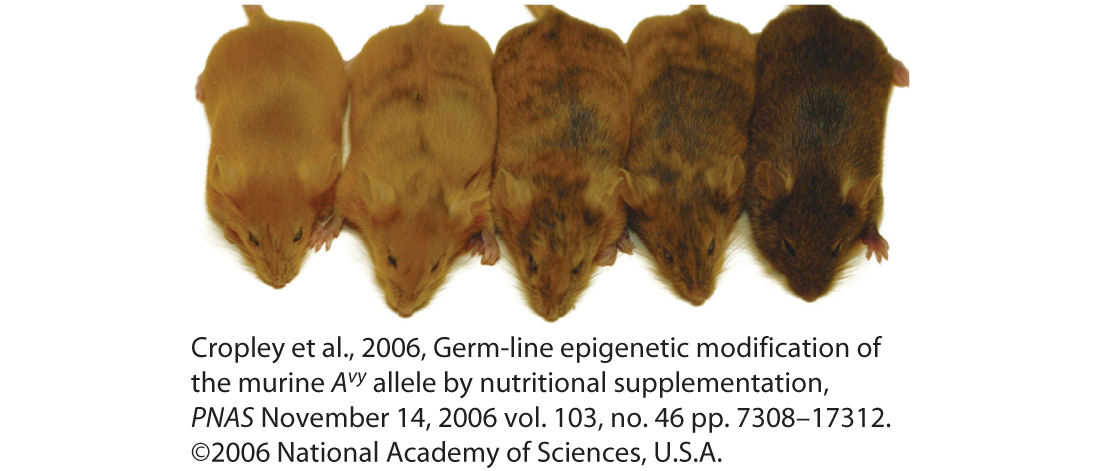 Cropley et al., 2006, Germ-line epigenetic modification of
the murine Avy allele by nutritional supplementation,
PNAS November 14, 2006 vol. 103, no. 46 pp. 7308–17312.
©2006 National Academy of Sciences, U.S.A.